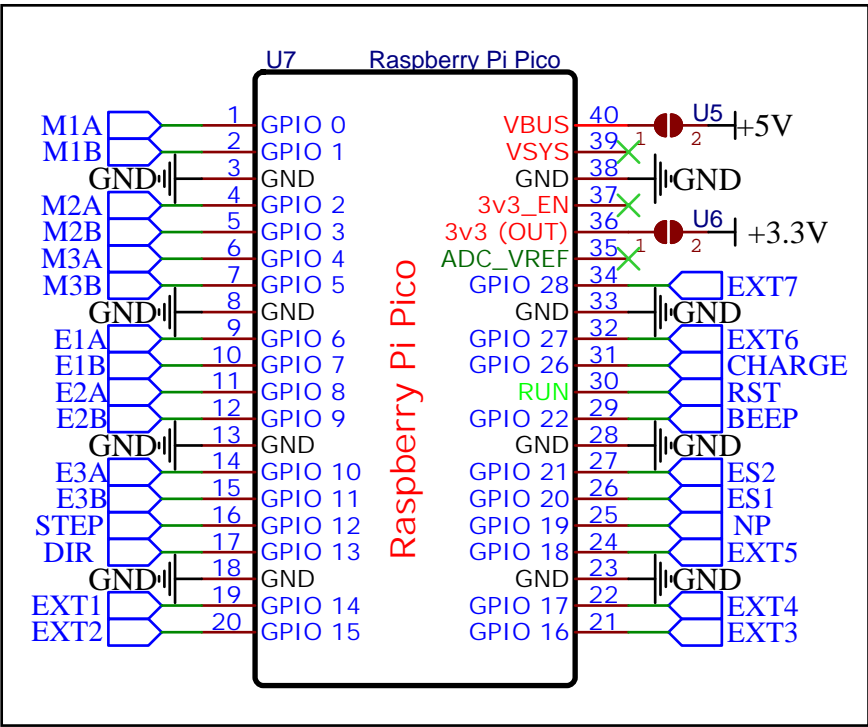 U7 Raspberry Pi Pico
M1A 1 GPIO 0 VBUS 40 1 U5 2 +5V
M1B 2 GPIO 1 VSYS 39
GND 3 GND GND 38 GND
M2A 4 GPIO 2 3v3_EN 37
M2B 5 GPIO 3 3v3 (OUT) 36 1 U6 2 +3.3V
M3A 6 GPIO 4 ADC_VREF 35
M3B 7 GPIO 5 GPIO 28 34 EXT7
GND 8 GND GND 33 GND
E1A 9 GPIO 6 GPIO 27 32 EXT6
E1B 10 GPIO 7 GPIO 26 31 CHARGE
E2A 11 GPIO 8 RUN 30 RST
E2B 12 GPIO 9 GPIO 22 29 BEEP
GND 13 GND GND 28 GND
E3A 14 GPIO 10 GPIO 21 27 ES2
E3B 15 GPIO 11 GPIO 20 26 ES1
STEP 16 GPIO 12 GPIO 19 25 NP
DIR 17 GPIO 13 GPIO 18 24 EXT5
GND 18 GND GND 23 GND
EXT1 19 GPIO 14 GPIO 17 22 EXT4
EXT2 20 GPIO 15 GPIO 16 21 EXT3
Raspberry Pi Pico